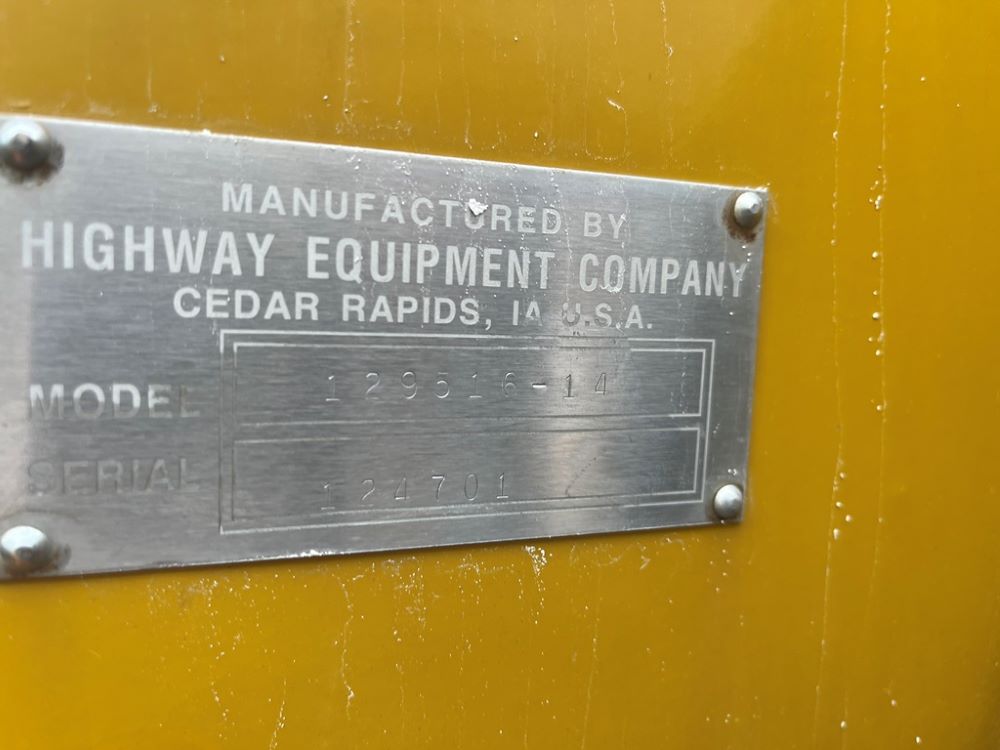 MANUFACTURED BY
HIGHWAY EQUIPMENT COMPANY
CEDAR RAPIDS, IA U.S.A.
MODEL 129516-14
SERIAL 124701